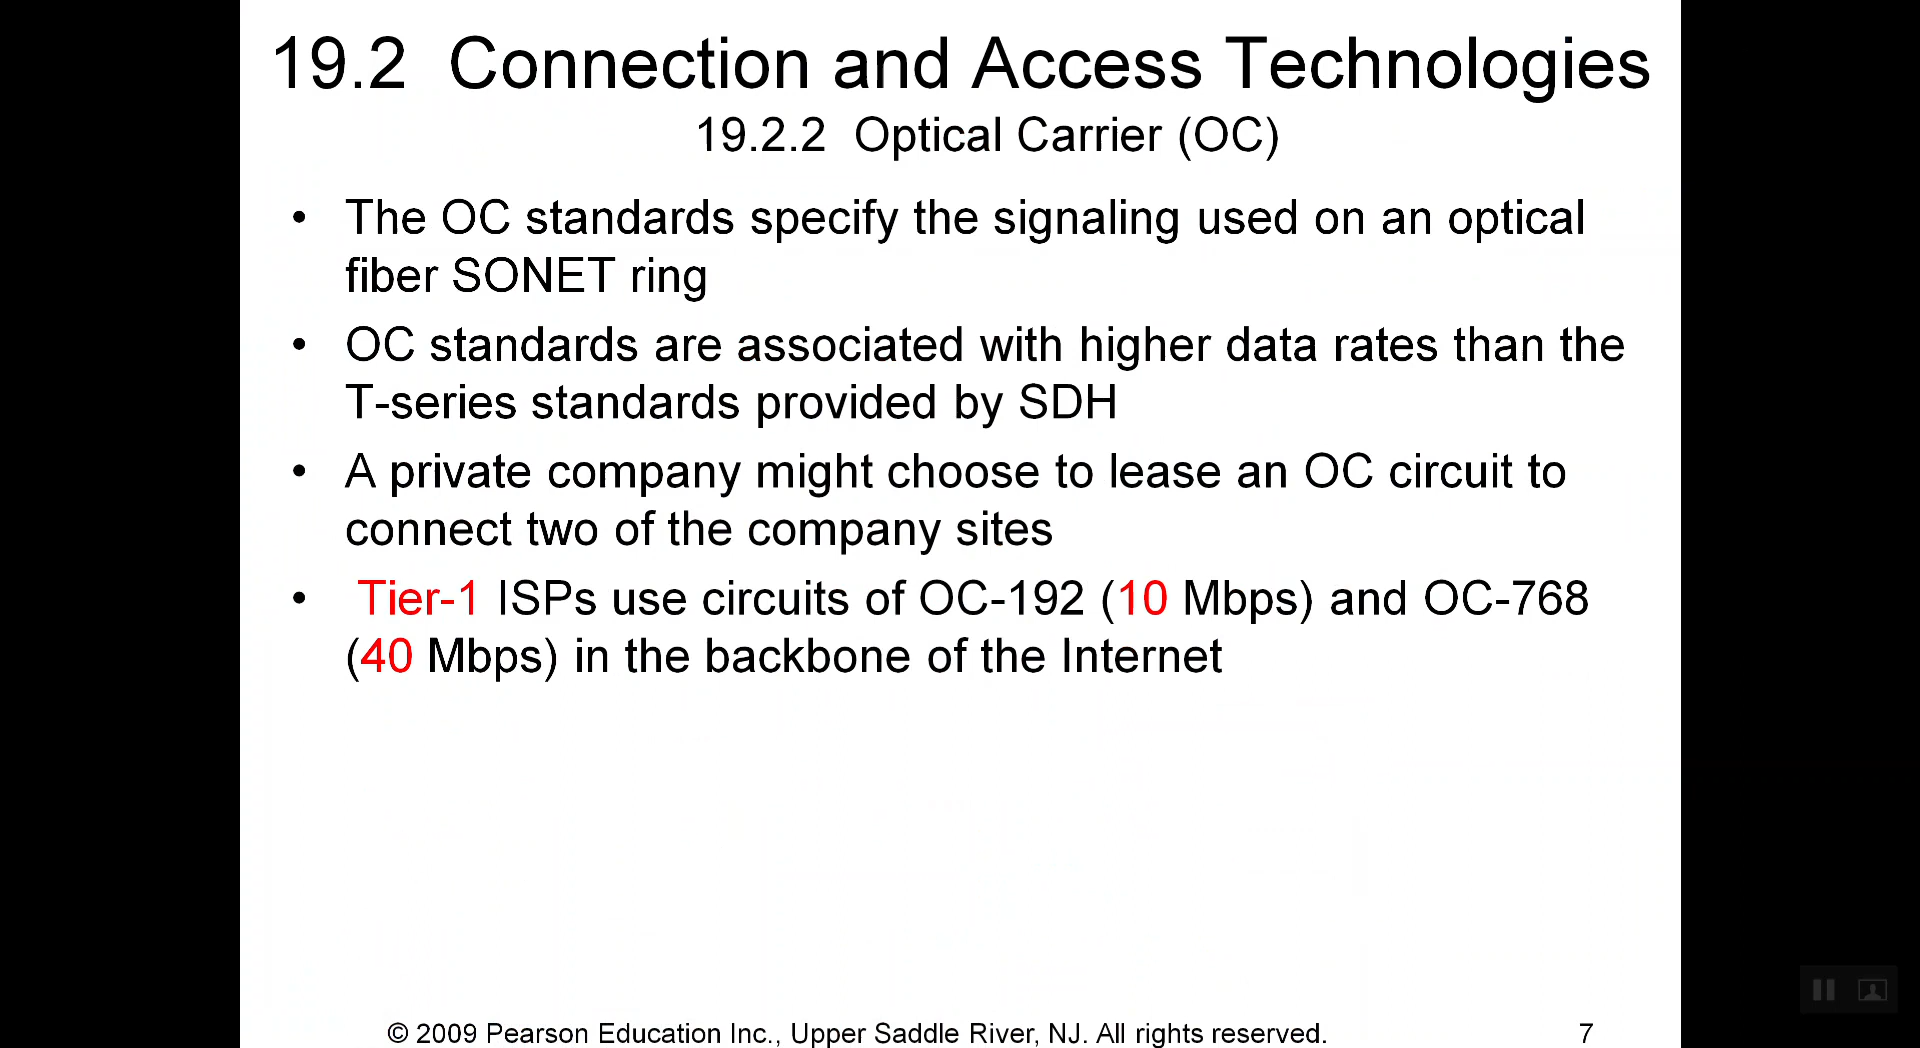 19.2 Connection and Access Technologies
19.2.2 Optical Carrier (OC)
• The OC standards specify the signaling used on an optical
fiber SONET ring
• OC standards are associated with higher data rates than the
T-series standards provided by SDH
• A private company might choose to lease an OC circuit to
connect two of the company sites
• Tier-1 ISPs use circuits of OC-192 (10 Mbps) and OC-768
(40 Mbps) in the backbone of the Internet
© 2009 Pearson Education Inc., Upper Saddle River, NJ. All rights reserved. 7